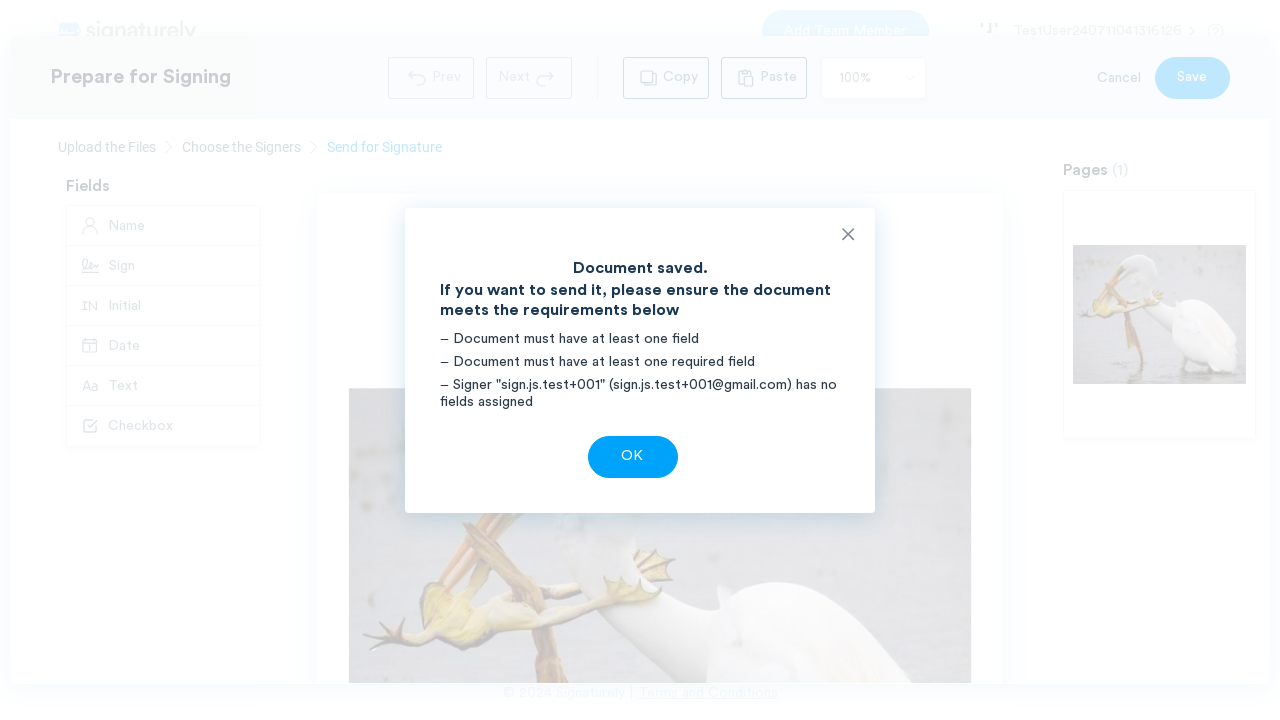 signaturely
Add Team Member
TestUser240711041316126
Prepare for Signing
Prev
Next
Copy
Paste
100%
Cancel
Save
Upload the Files
Choose the Signers
Send for Signature
Fields
Name
Sign
Initial
Date
Text
Checkbox
Pages (1)
Document saved.
If you want to send it, please ensure the document
meets the requirements below
– Document must have at least one field
– Document must have at least one required field
– Signer "sign.js.test+001" (sign.js.test+001@gmail.com) has no
fields assigned
OK
© 2024 Signaturely | Terms and Conditions